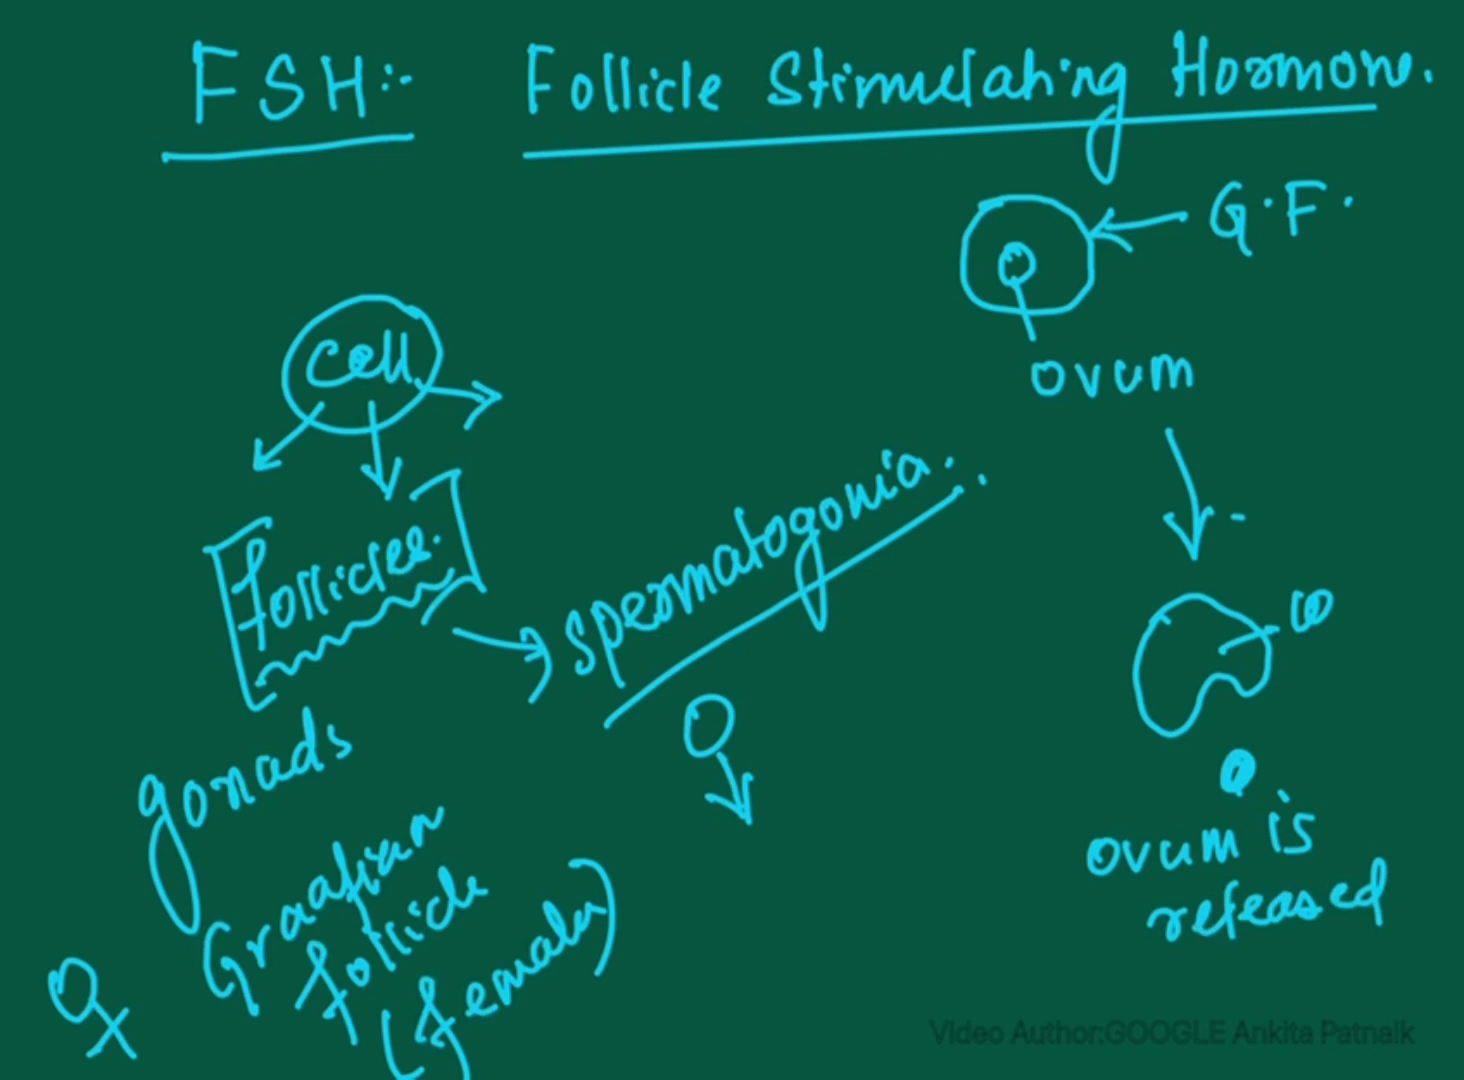 FSH:- Follicle Stimulating Hormone.
G.F.
cell
ovum
follicles.
spermatogonia.
gonads
Graafian
follicle
(female)
ovum is
released
Video Author:GOOGLE Ankita Patnaik